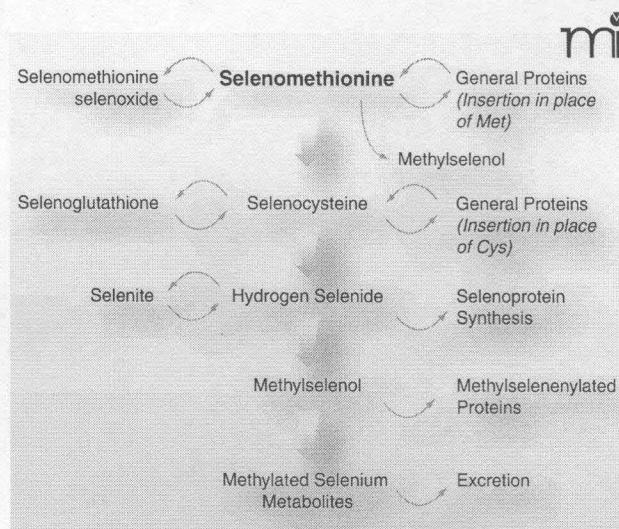 mi
Selenomethionine
selenoxide
Selenomethionine
General Proteins
(Insertion in place
of Met)
Methylselenol
Selenoglutathione
Selenocysteine
General Proteins
(Insertion in place
of Cys)
Selenite
Hydrogen Selenide
Selenoprotein
Synthesis
Methylselenol
Methylselenenylated
Proteins
Methylated Selenium
Metabolites
Excretion